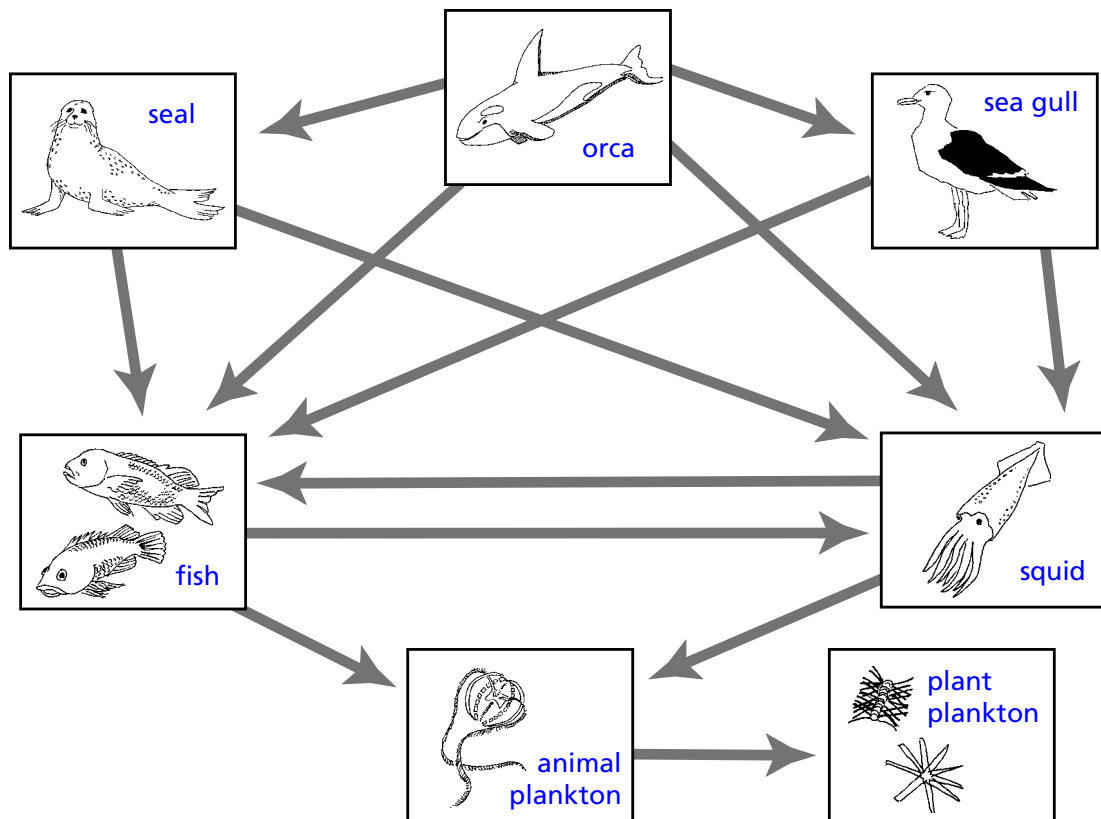 seal
orca
sea gull
fish
squid
animal
plankton
plant
plankton